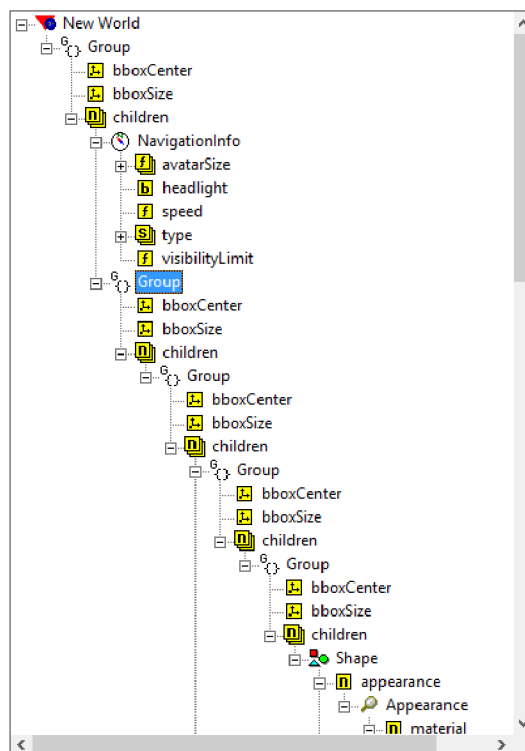 New World
G Group
bboxCenter
bboxSize
n children
NavigationInfo
f avatarSize
b headlight
f speed
S type
f visibilityLimit
G Group
bboxCenter
bboxSize
n children
G Group
bboxCenter
bboxSize
n children
G Group
bboxCenter
bboxSize
n children
G Group
bboxCenter
bboxSize
n children
Shape
n appearance
Appearance
n material